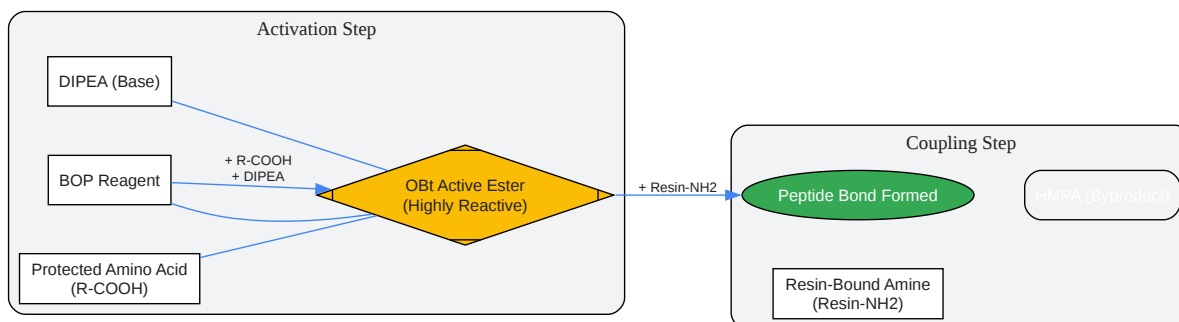 Activation Step
DIPEA (Base)
BOP Reagent
+ R-COOH
+ DIPEA
Protected Amino Acid
(R-COOH)
OBt Active Ester
(Highly Reactive)
+ Resin-NH2
Coupling Step
Peptide Bond Formed
HMPA (Byproduct)
Resin-Bound Amine
(Resin-NH2)